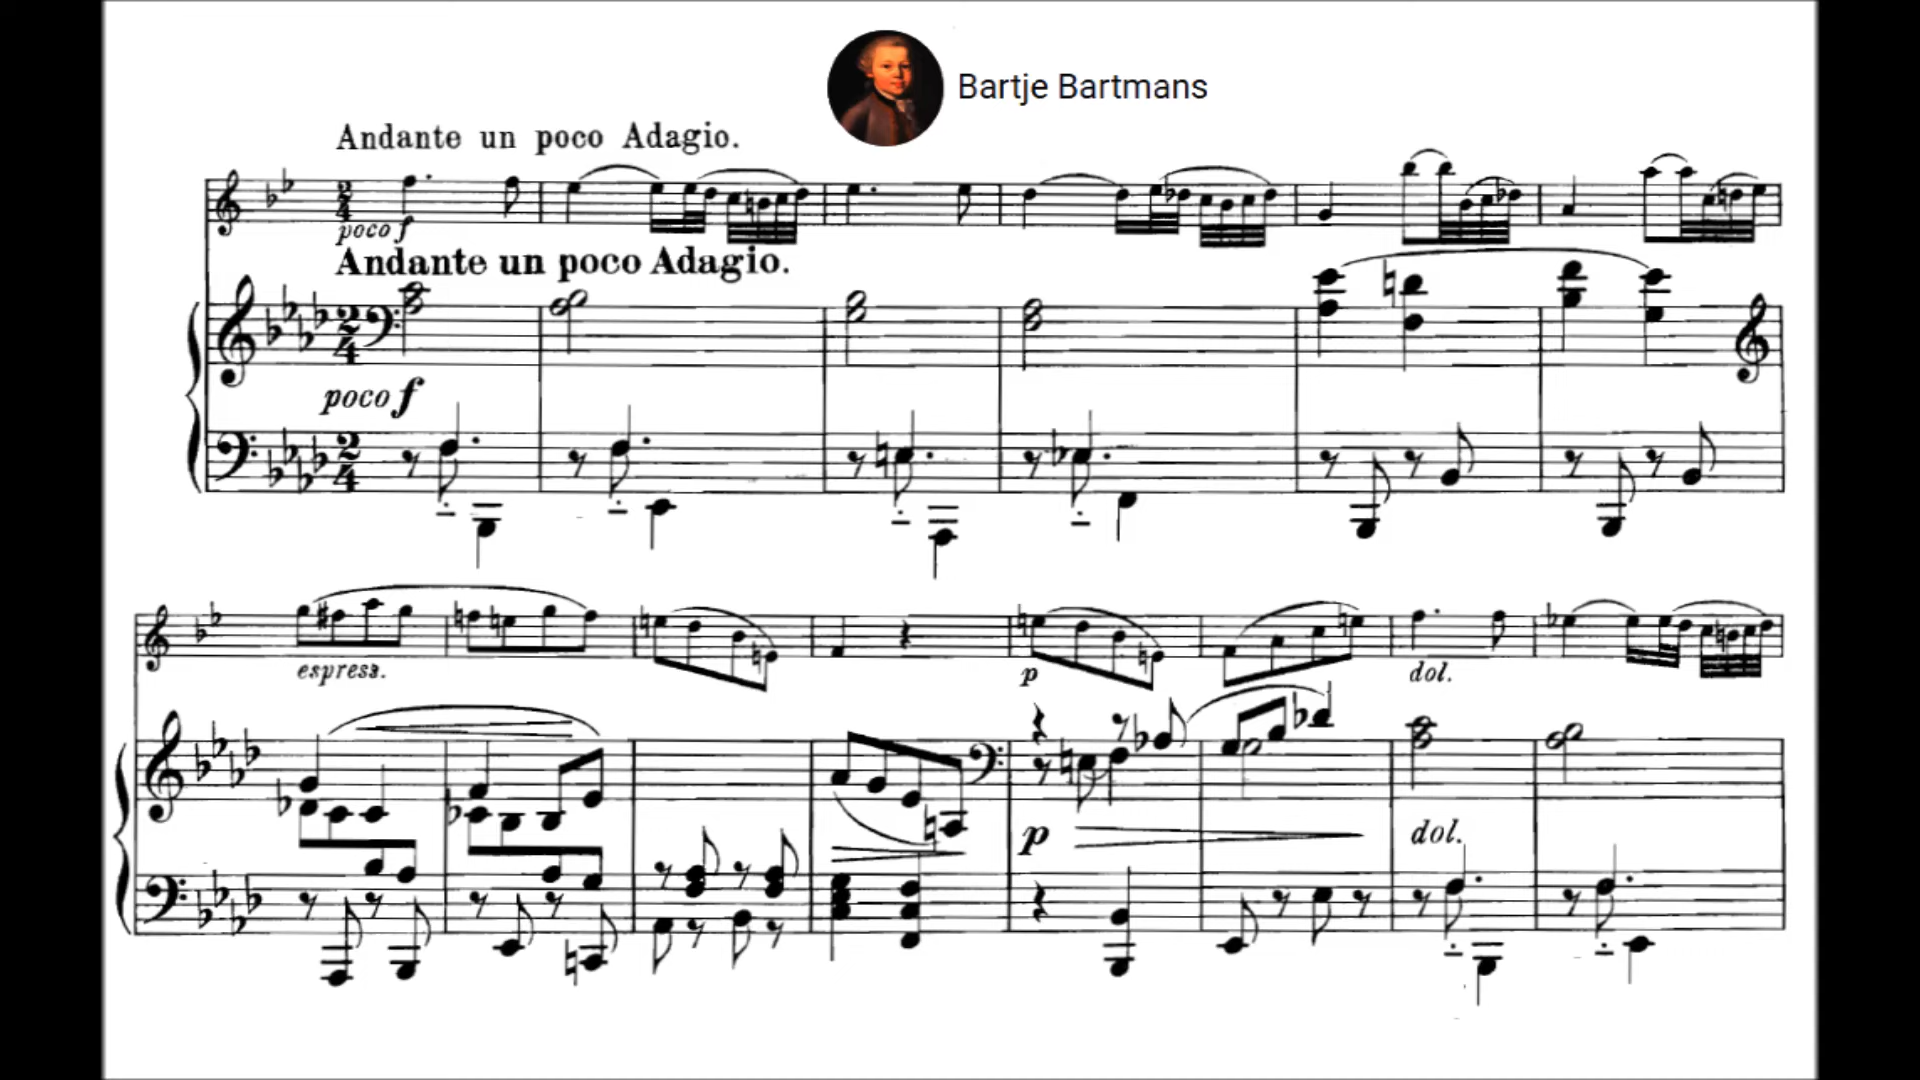 Bartje Bartmans
Andante un poco Adagio.
poco f
Andante un poco Adagio.
poco f
espress.
p
dol.
p
dol.